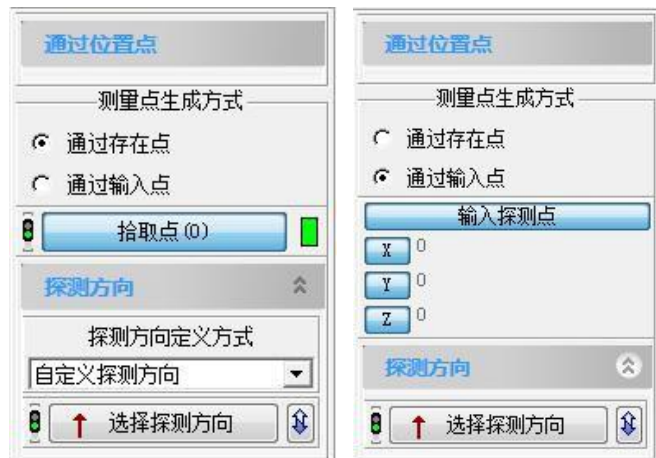 通过位置点
测量点生成方式
通过存在点
通过输入点
拾取点(0)
探测方向
探测方向定义方式
自定义探测方向
选择探测方向
通过位置点
测量点生成方式
通过存在点
通过输入点
输入探测点
X 0
Y 0
Z 0
探测方向
选择探测方向